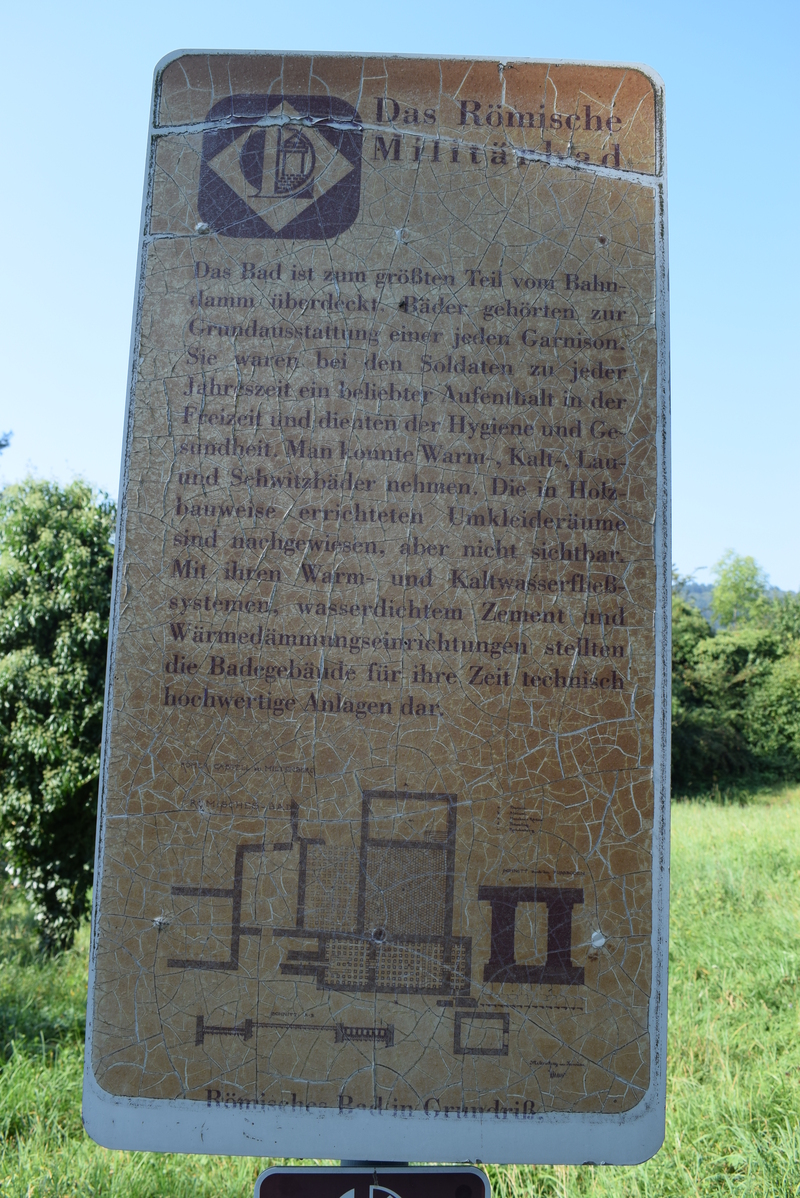 Das Römische
Militärbad
Das Bad ist zum größten Teil vom Bahn-
damm überdeckt. Bäder gehörten zur
Grundausstattung einer jeden Garnison.
Sie waren bei den Soldaten zu jeder
Jahreszeit ein beliebter Aufenthalt in der
Freizeit und dienten der Hygiene und Ge-
sundheit. Man konnte Warm-, Kalt-, Lau-
und Schwitzbäder nehmen. Die in Holz-
bauweise errichteten Umkleideräume
sind nachgewiesen, aber nicht sichtbar.
Mit ihren Warm- und Kaltwasserfließ-
systemen, wasserdichtem Zement und
Wärmedämmungseinrichtungen stellten
die Badegebäude für ihre Zeit technisch
hochwertige Anlagen dar.
RÖMISCHES-BAD
Römisches Bad in Grundriß.